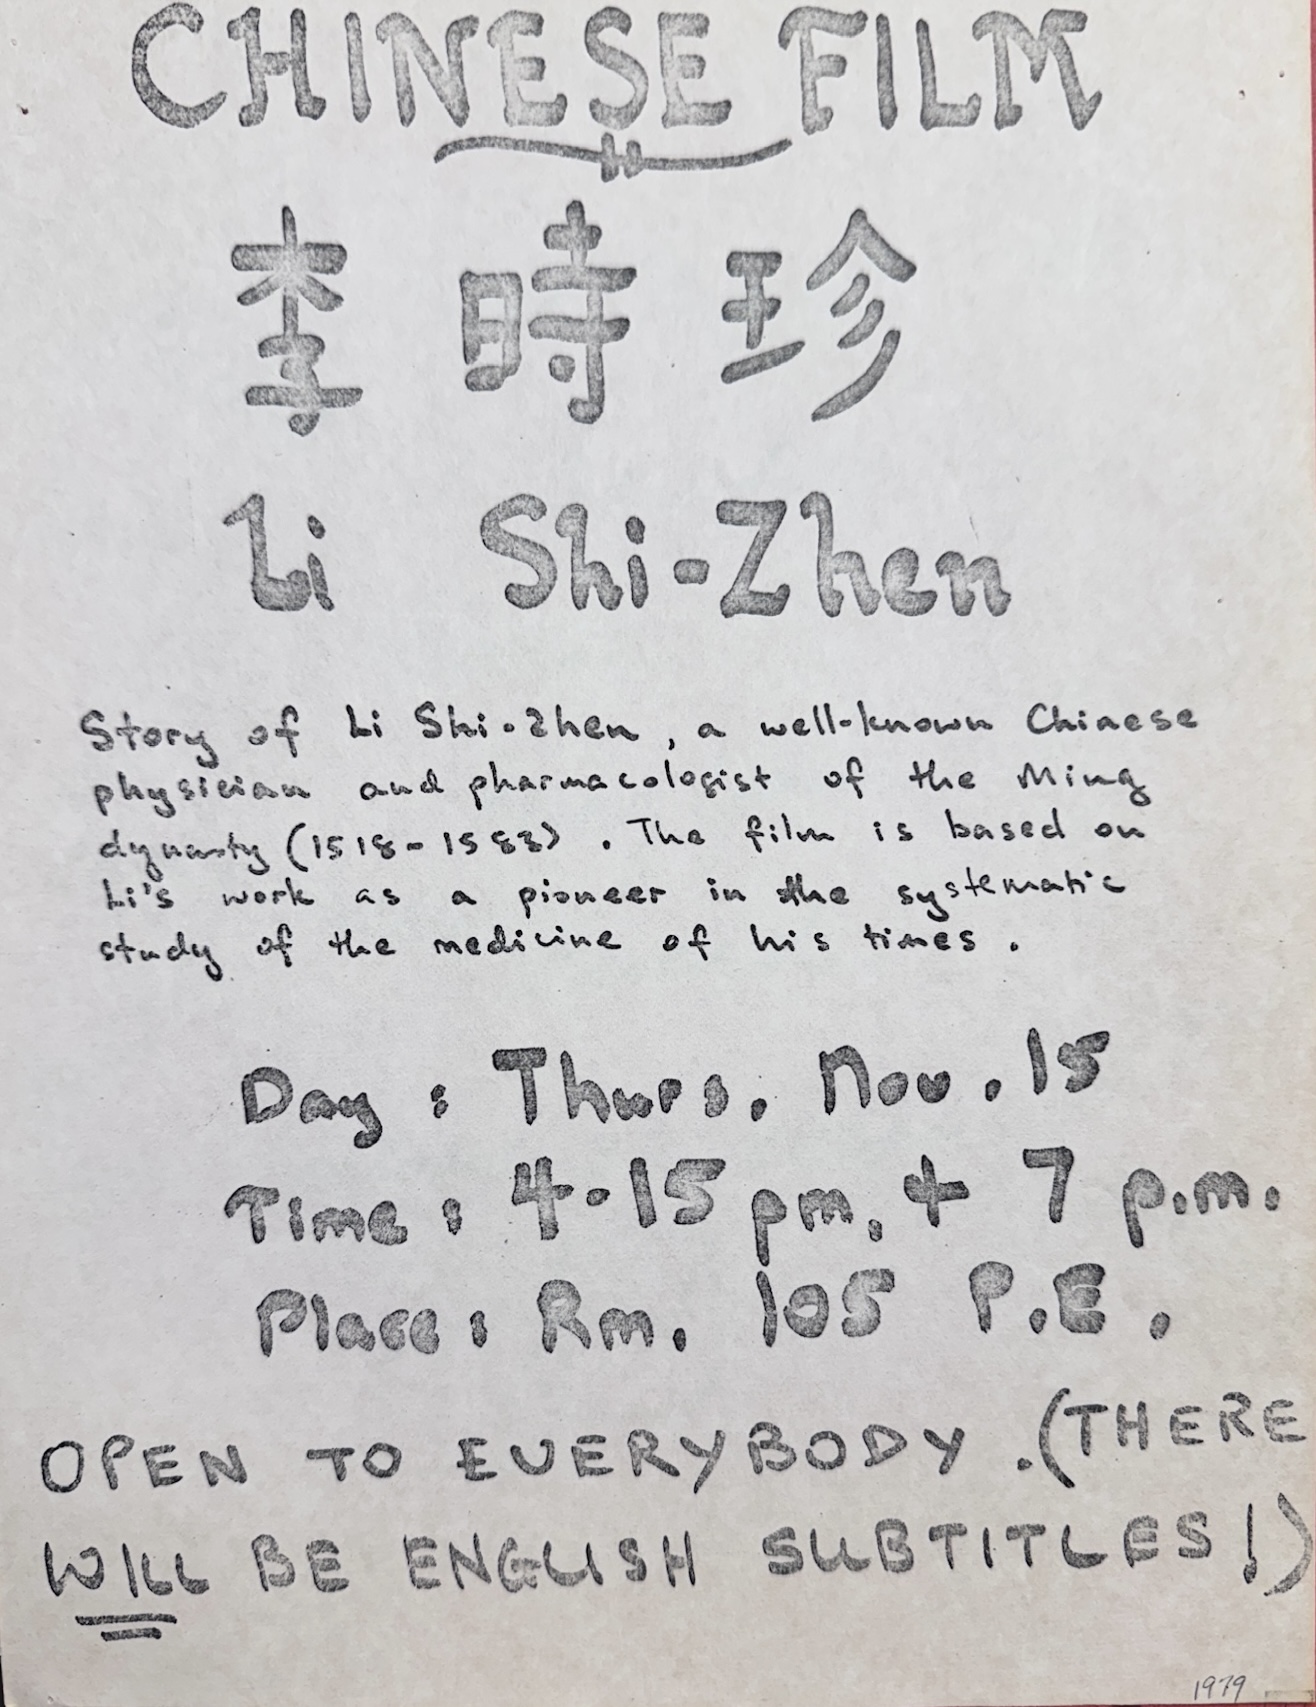 CHINESE FILM
李 時 珍
Li Shi-Zhen
Story of Li Shi-Zhen, a well-known Chinese
physician and pharmacologist of the Ming
dynasty (1518-1583). The film is based on
Li's work as a pioneer in the systematic
study of the medicine of his times.
Day: Thurs. Nov. 15
Time: 4.15 pm. + 7 p.m.
Place: Rm. 105 P.E.
OPEN TO EVERYBODY. (THERE
WILL BE ENGLISH SUBTITLES!)
1979